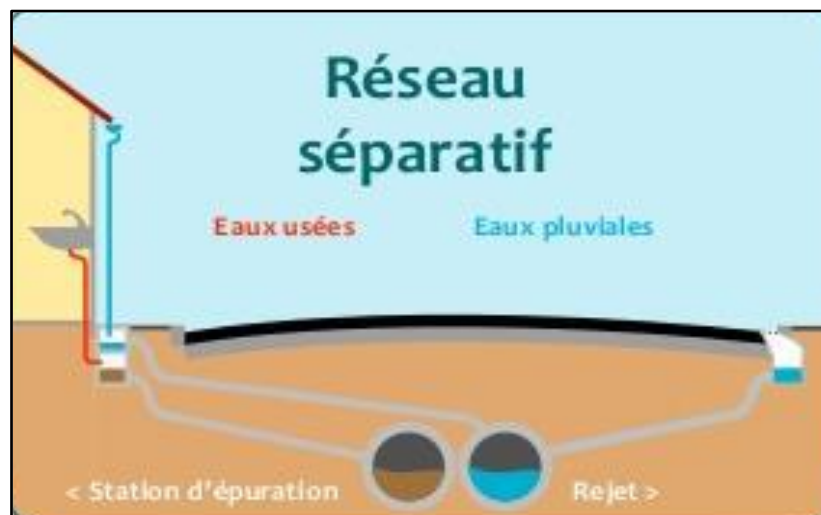 Réseau
séparatif
Eaux usées
Eaux pluviales
< Station d'épuration
Rejet >